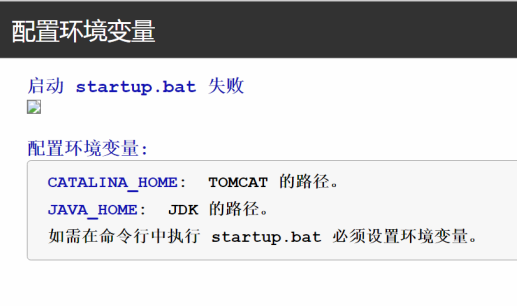 配置环境变量
启动 startup.bat 失败
配置环境变量:
CATALINA_HOME: TOMCAT 的路径。
JAVA_HOME: JDK 的路径。
如需在命令行中执行 startup.bat 必须设置环境变量。